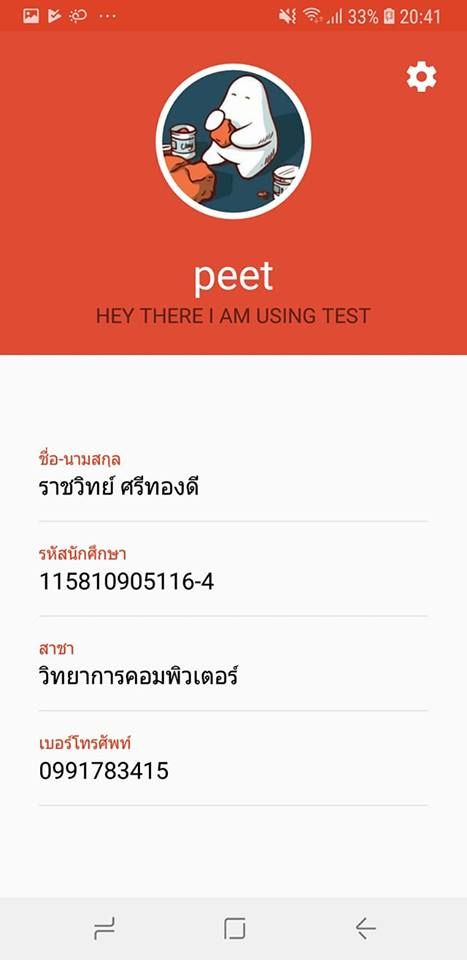 33% 20:41
peet
HEY THERE I AM USING TEST
ชื่อ-นามสกุล
ราชวิทย์ ศรีทองดี
รหัสนักศึกษา
115810905116-4
สาขา
วิทยาการคอมพิวเตอร์
เบอร์โทรศัพท์
0991783415